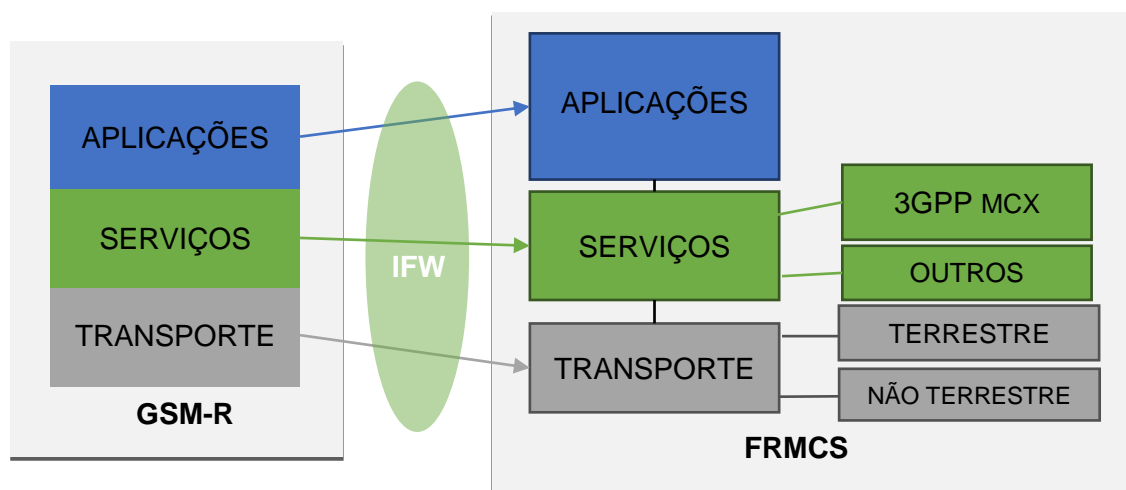 APLICAÇÕES
SERVIÇOS
TRANSPORTE
GSM-R
IFW
APLICAÇÕES
SERVIÇOS
TRANSPORTE
3GPP MCX
OUTROS
TERRESTRE
NÃO TERRESTRE
FRMCS